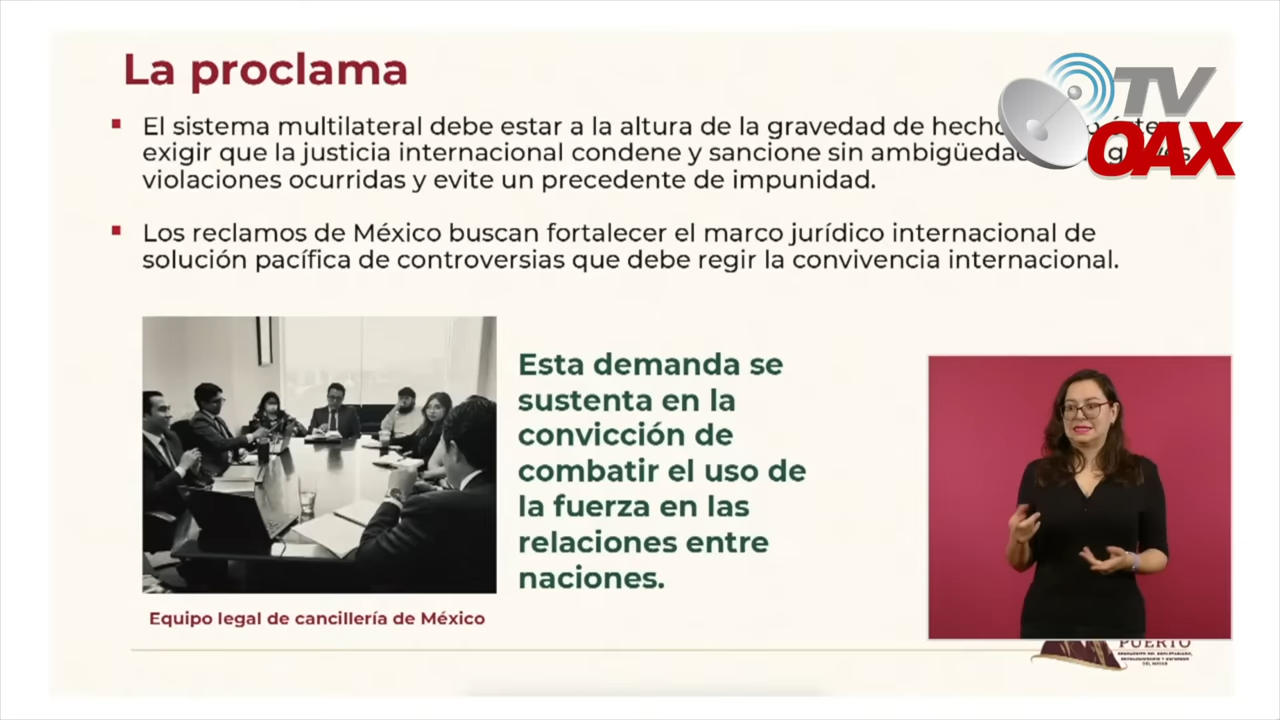 La proclama
El sistema multilateral debe estar a la altura de la gravedad de
exigir que la justicia internacional condene y sancione sin
violaciones ocurridas y evite un precedente de impunidad.
Los reclamos de México buscan fortalecer el marco jurídico internacional de
solución pacífica de controversias que debe regir la convivencia internacional.
TV
OAX
Esta demanda se
sustenta en la
convicción de
combatir el uso de
la fuerza en las
relaciones entre
naciones.
Equipo legal de cancillería de México
PUERTO